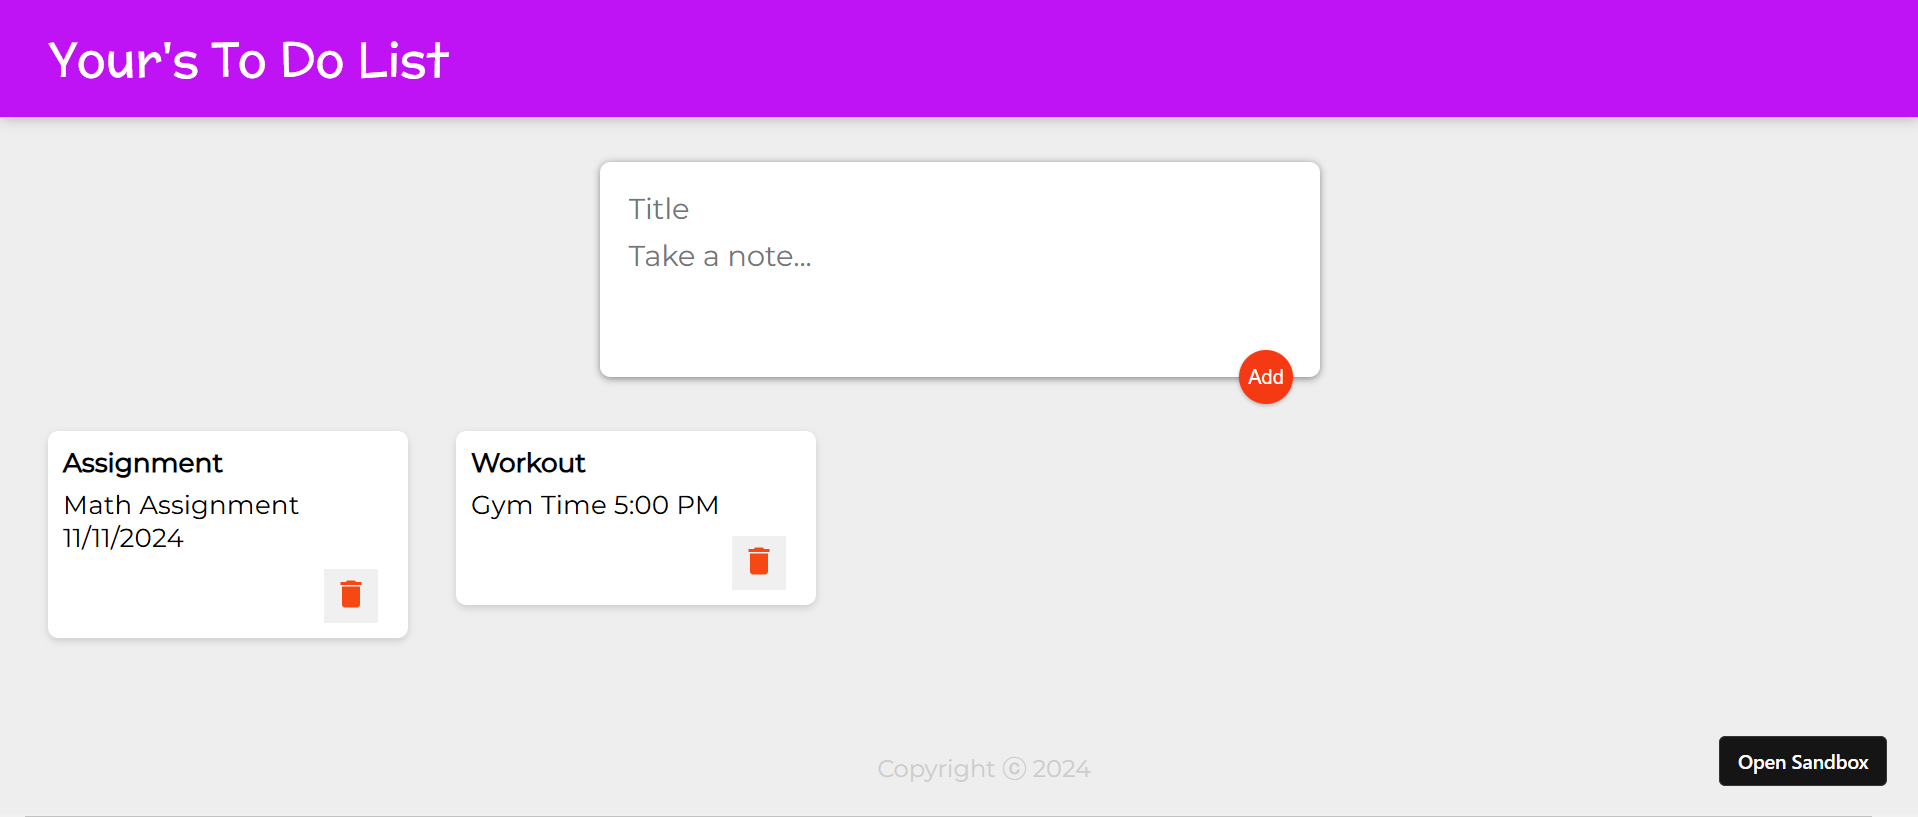 Your's To Do List
Title
Take a note...
Add
Assignment
Math Assignment
11/11/2024
Workout
Gym Time 5:00 PM
Copyright ⓒ 2024
Open Sandbox